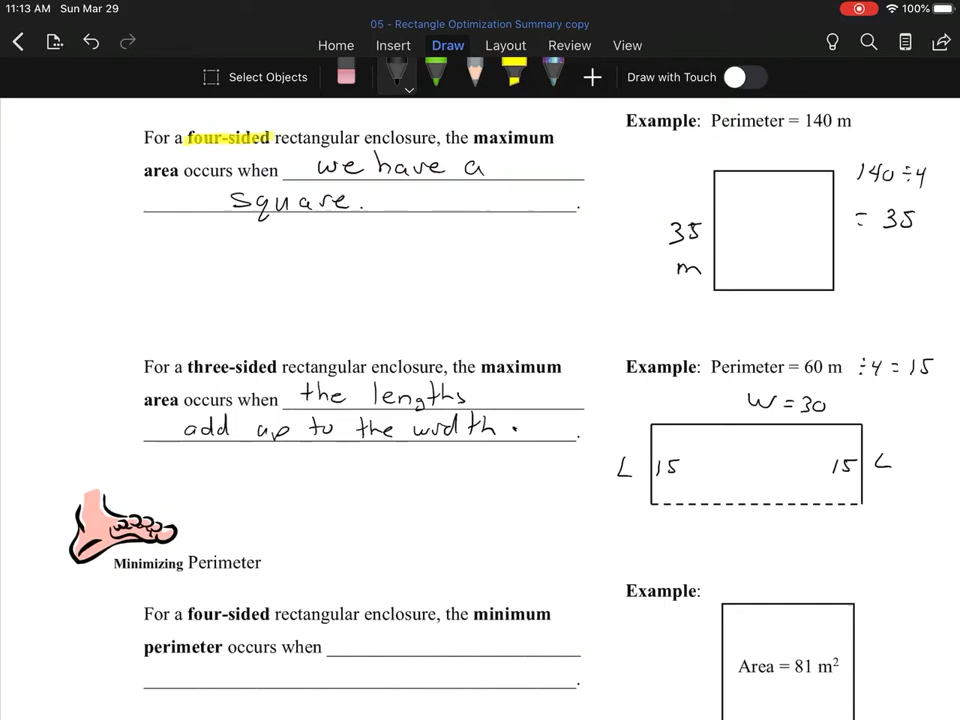 11:13 AM Sun Mar 29
100%
05 - Rectangle Optimization Summary copy
Home Insert Draw Layout Review View
Select Objects
Draw with Touch
For a four-sided rectangular enclosure, the maximum
area occurs when we have a
square.
Example: Perimeter = 140 m
140 ÷ 4
= 35
35
m
For a three-sided rectangular enclosure, the maximum
area occurs when the lengths
add up to the width.
Example: Perimeter = 60 m ÷ 4 = 15
W = 30
L 15 15 L
Minimizing Perimeter
For a four-sided rectangular enclosure, the minimum
perimeter occurs when
Example:
Area = 81 m²